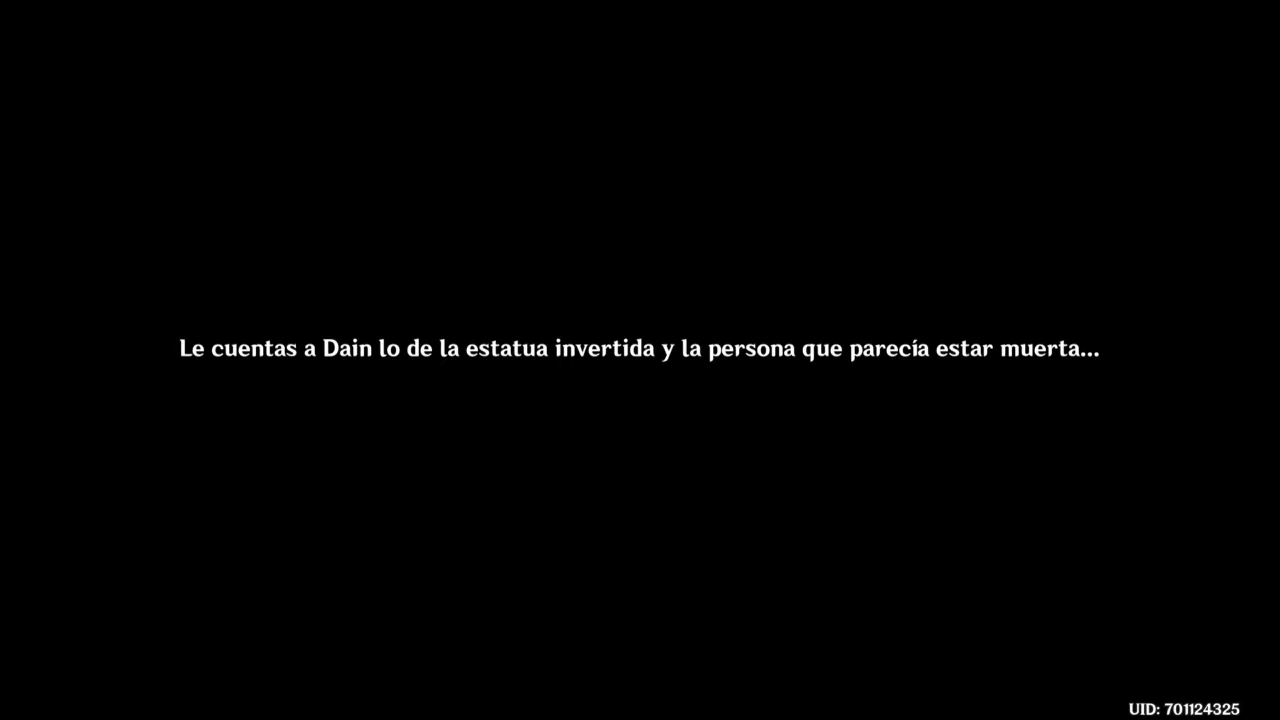 Le cuentas a Dain lo de la estatua invertida y la persona que parecía estar muerta...
UID: 701124325